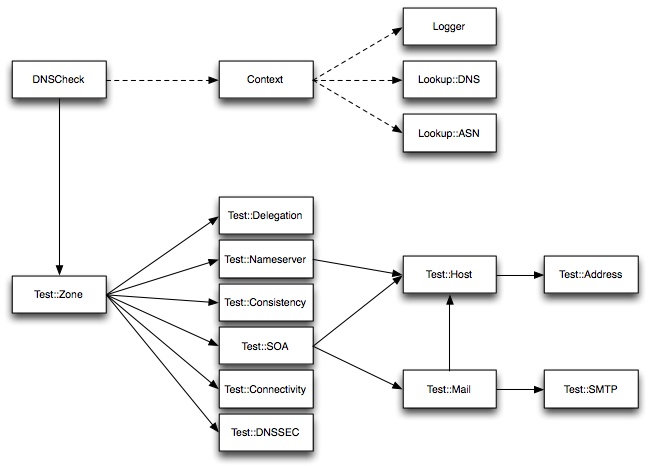 Logger
DNSCheck
Context
Lookup::DNS
Lookup::ASN
Test::Delegation
Test::Nameserver
Test::Host
Test::Address
Test::Zone
Test::Consistency
Test::SOA
Test::Connectivity
Test::Mail
Test::SMTP
Test::DNSSEC